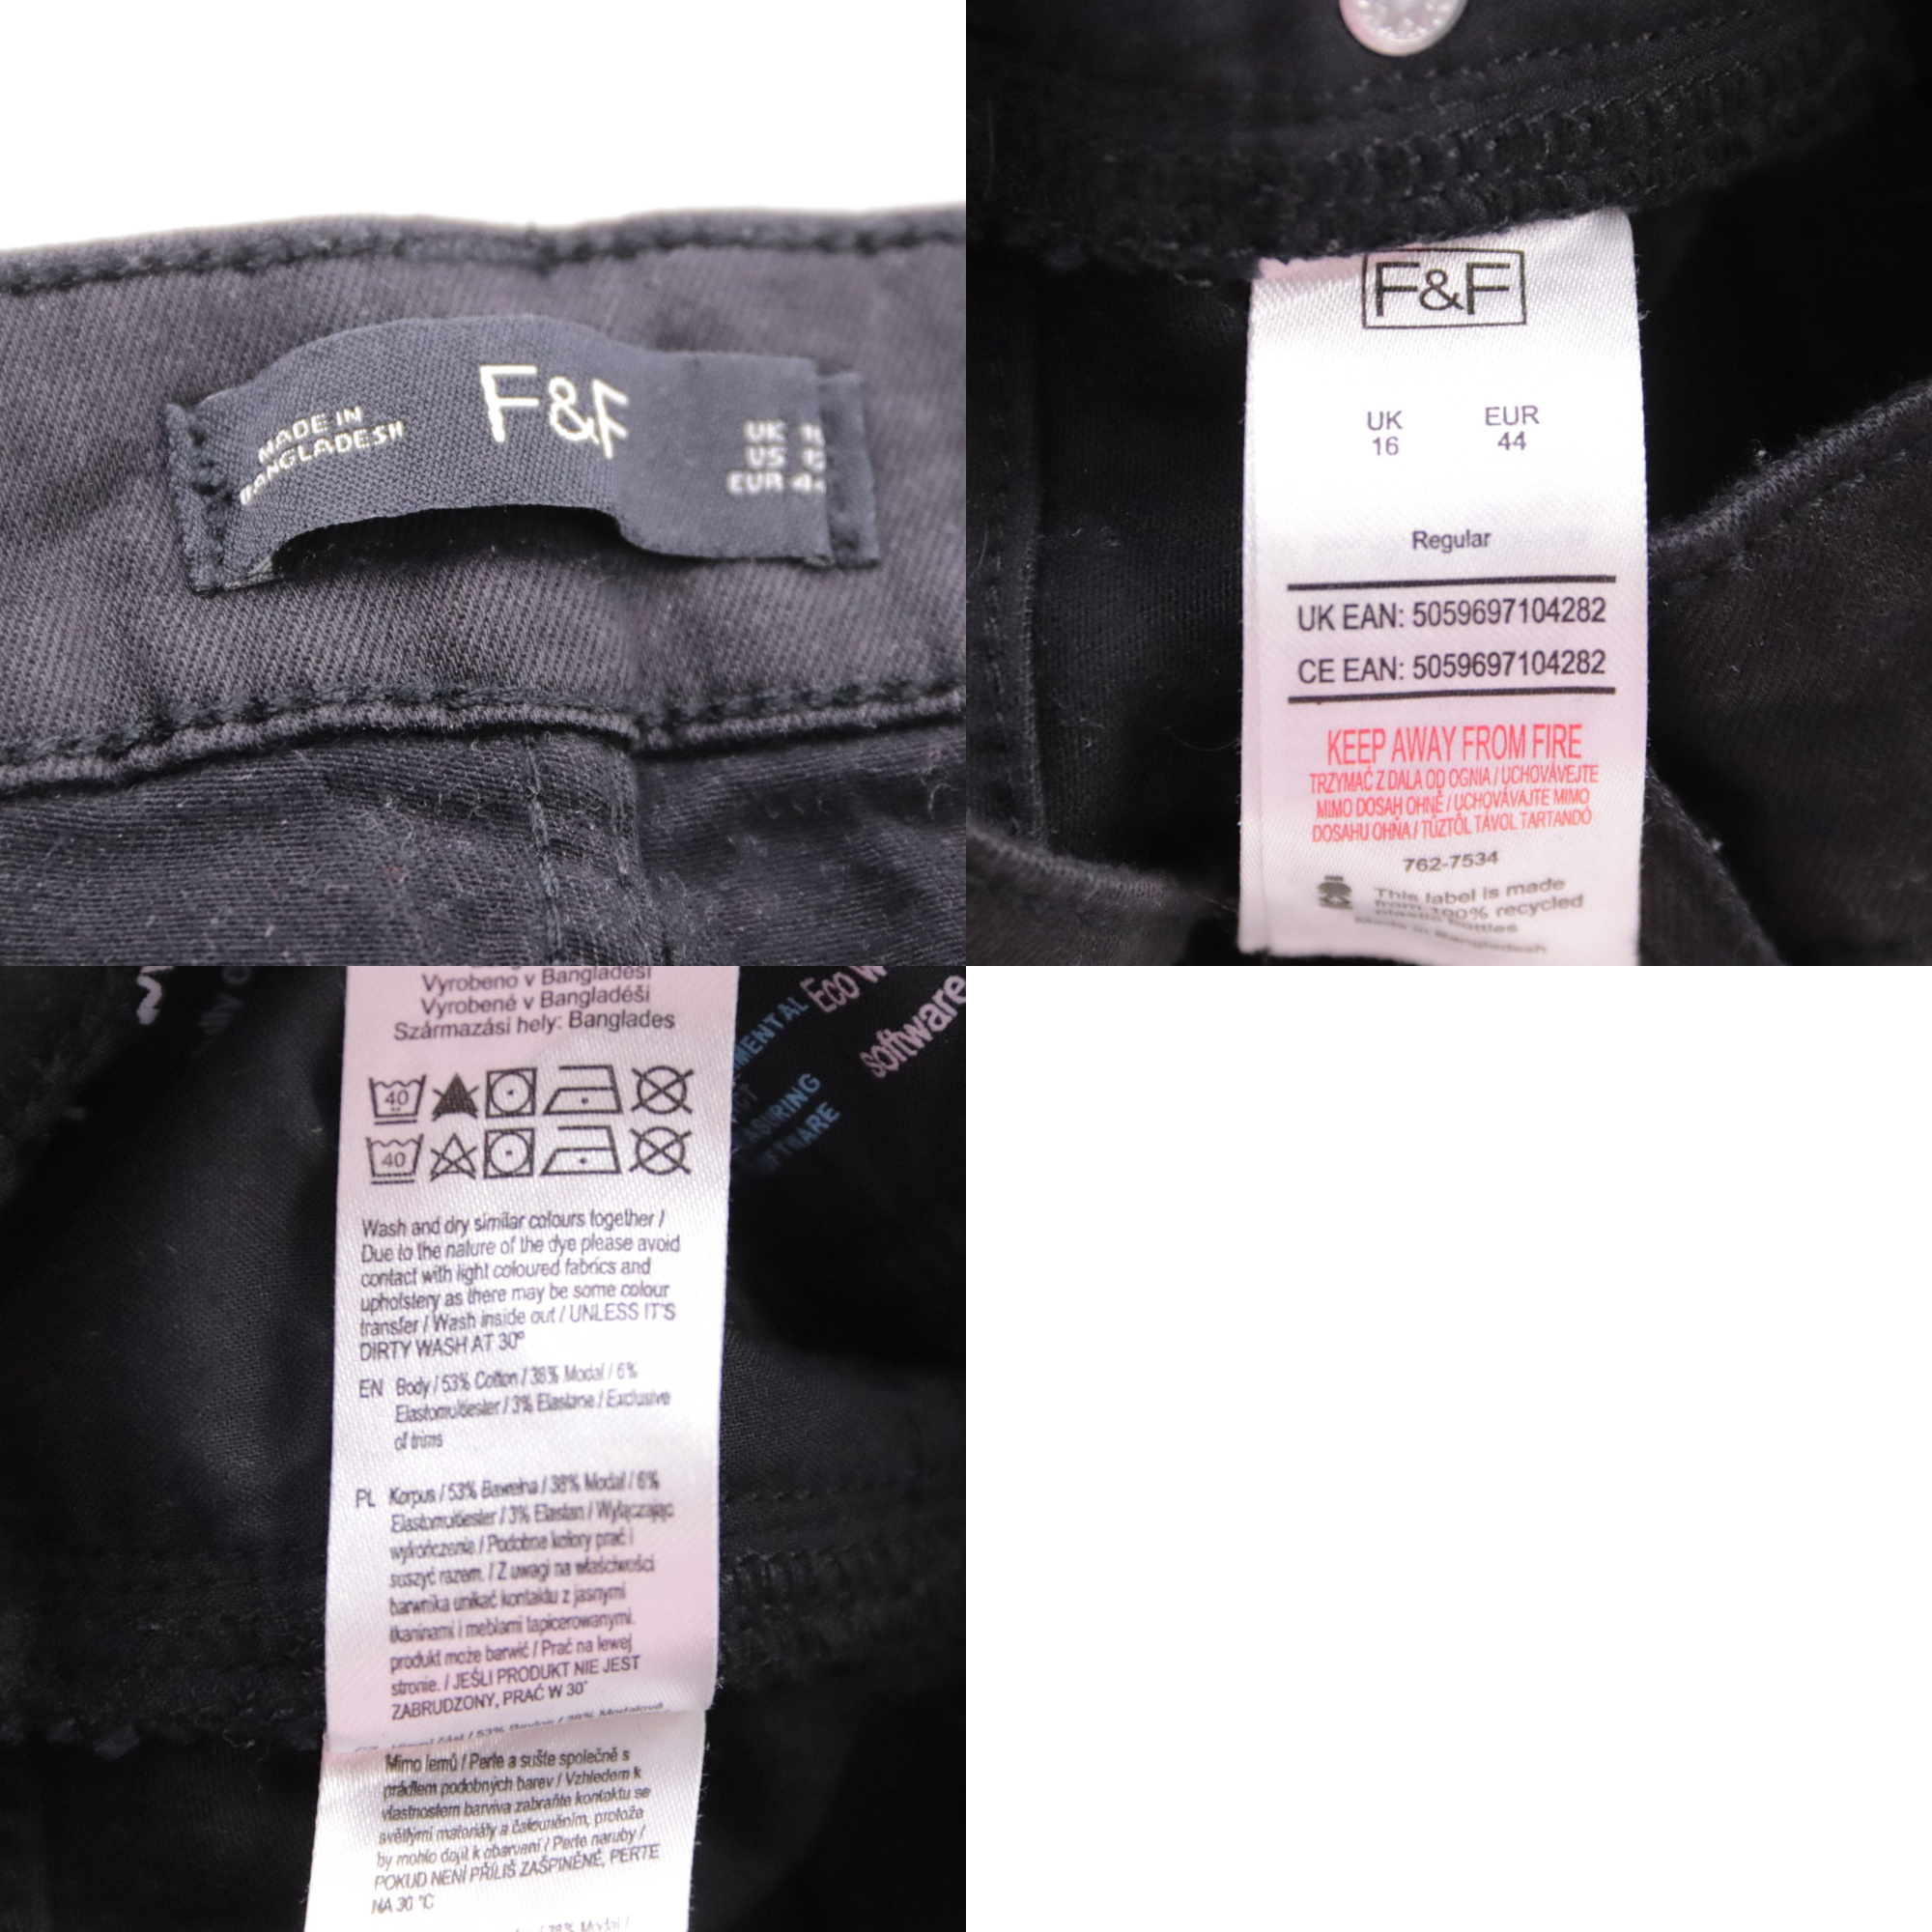 MADE IN
BANGLADESH
F&F
UK
US
EUR
F&F
UK EUR
16 44
Regular
UK EAN: 5059697104282
CE EAN: 5059697104282
KEEP AWAY FROM FIRE
TRZYMAĆ Z DALA OD OGNIA / UCHOVÁVEJTE
MIMO DOSAH OHNĚ / UCHOVÁVAJTE MIMO
DOSAHU OHŇA / TŰZTŐL TÁVOL TARTANDÓ
762-7534
This label is made
from 100% recycled
plastic bottles
Made in Bangladesh
Vyrobeno v Bangladéši
Vyrobené v Bangladéši
Származási hely: Banglades
40
40
Wash and dry similar colours together /
Due to the nature of the dye please avoid
contact with light coloured fabrics and
upholstery as there may be some colour
transfer / Wash inside out / UNLESS IT'S
DIRTY WASH AT 30°
EN Body / 53% Cotton / 38% Modal / 6%
Elastomultiester / 3% Elastane / Exclusive
of trims
PL Korpus / 53% Bawełna / 38% Modal / 6%
Elastomultiester / 3% Elastan / Wyłączając
wykończenie / Podobne kolory prać i
suszyć razem. / Z uwagi na właściwości
barwnika unikać kontaktu z jasnymi
tkaninami i meblami tapicerowanymi.
produkt może barwić / Prać na lewej
stronie. / JEŚLI PRODUKT NIE JEST
ZABRUDZONY, PRAĆ W 30°
Mimo lemů / Perte a sušte společně s
prádlem podobných barev / Vzhledem k
vlastnostem barviva zabraňte kontaktu se
světlými materiály a čalouněním, protože
by mohlo dojít k obarvení / Perte naruby /
POKUD NENÍ PŘÍLIŠ ZAŠPINĚNÉ, PERTE
NA 30 °C
Eco
software
MEASURING
SOFTWARE